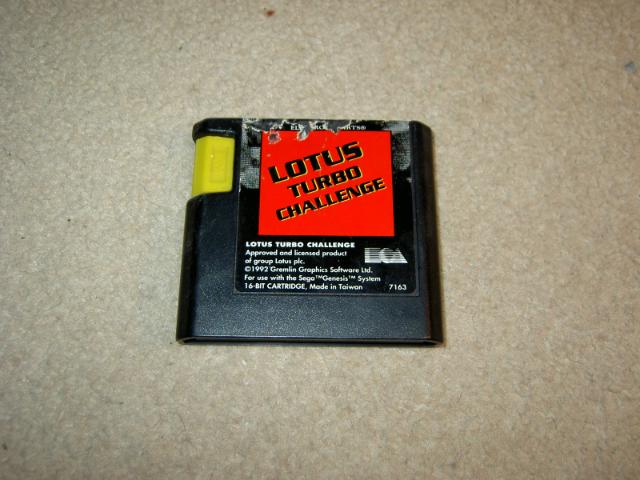 LOTUS
TURBO
CHALLENGE
LOTUS TURBO CHALLENGE
Approved and licensed product
of group Lotus plc.
©1992 Gremlin Graphics Software Ltd.
For use with the Sega™Genesis™ System
16-BIT CARTRIDGE, Made in Taiwan
7163